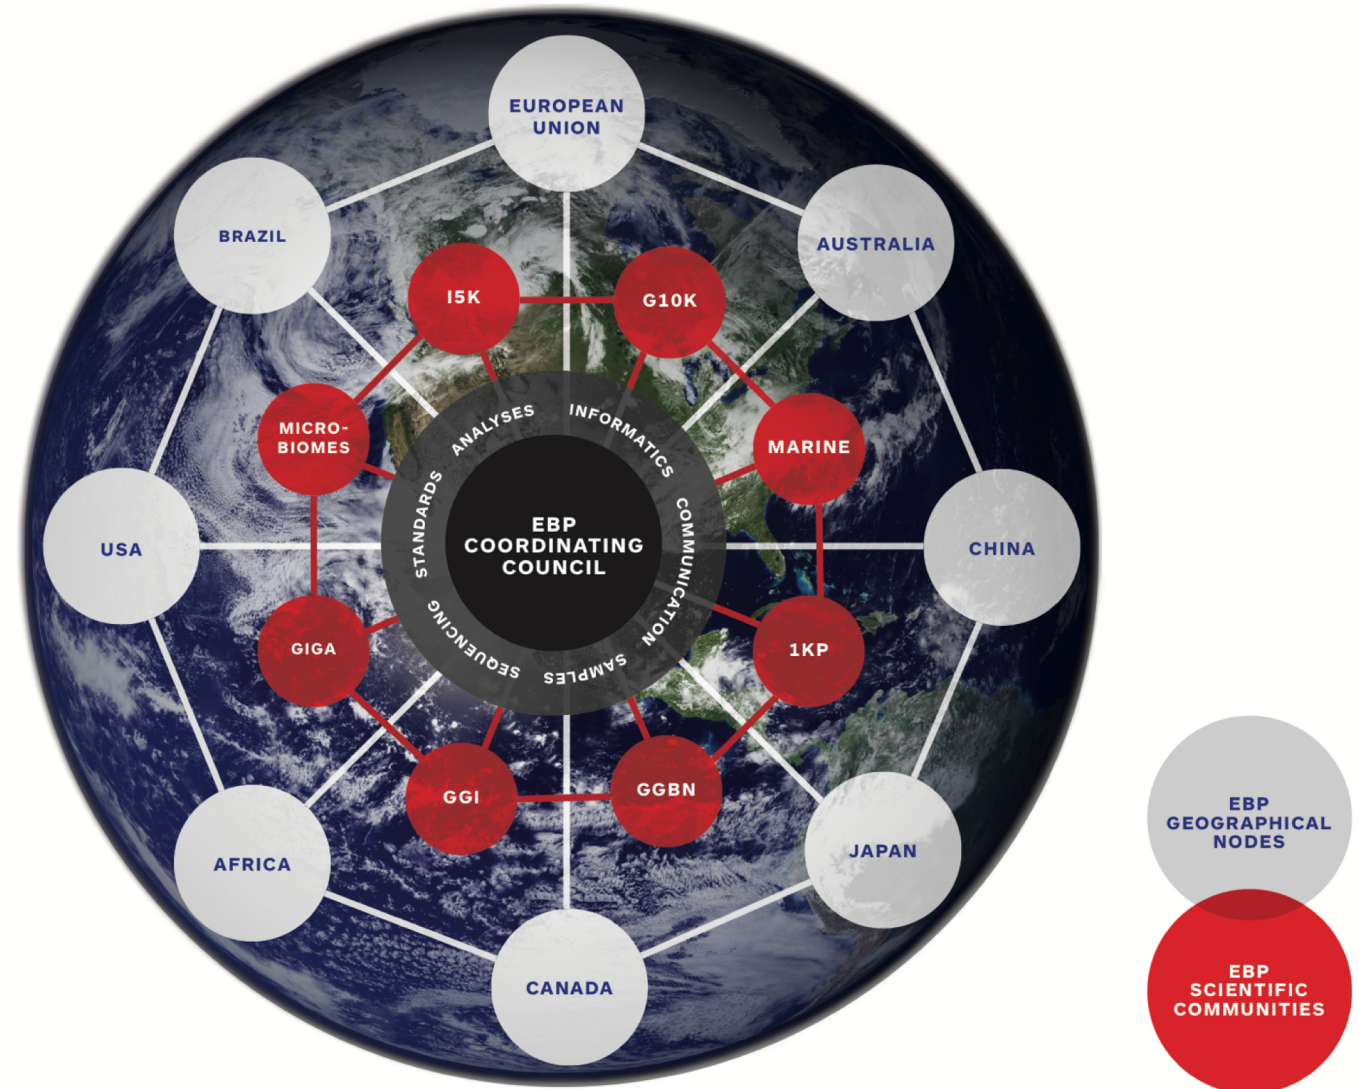 EUROPEAN
UNION
BRAZIL
AUSTRALIA
I5K
G10K
MICRO-
BIOMES
MARINE
ANALYSES
INFORMATICS
STANDARDS
COMMUNICATION
EBP
COORDINATING
COUNCIL
USA
CHINA
SEQUENCING
SAMPLES
GIGA
1KP
GGI
GGBN
AFRICA
JAPAN
CANADA
EBP
GEOGRAPHICAL
NODES
EBP
SCIENTIFIC
COMMUNITIES